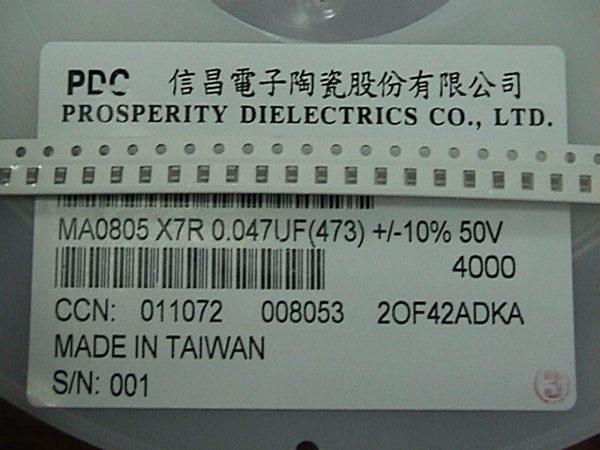 PDC 信昌電子陶瓷股份有限公司
PROSPERITY DIELECTRICS CO., LTD.
MA0805 X7R 0.047UF(473) +/-10% 50V
4000
CCN: 011072 008053 2OF42ADKA
MADE IN TAIWAN
S/N: 001
3